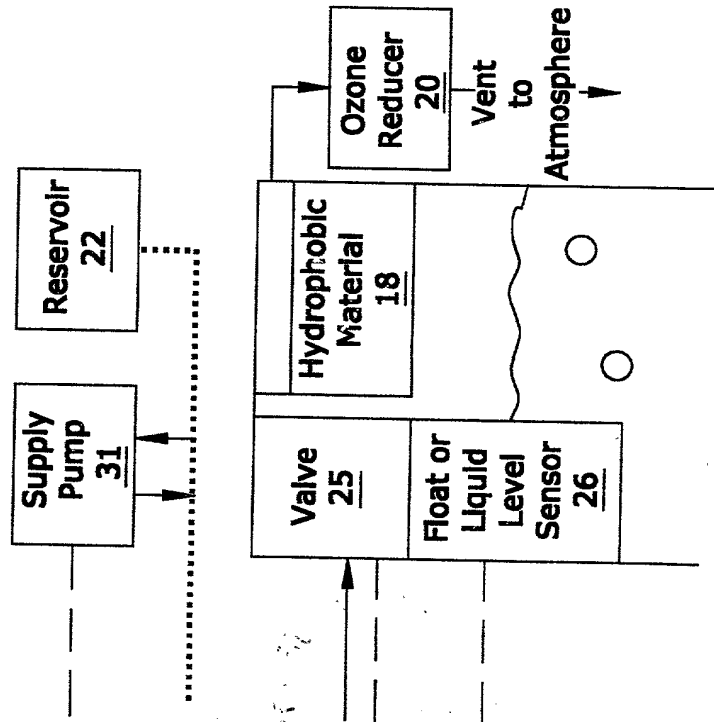 Reservoir
22
Supply
Pump
31
Ozone
Reducer
20
Vent
to
Atmosphere
Hydrophobic
Material
18
Valve
25
Float or
Liquid
Level
Sensor
26